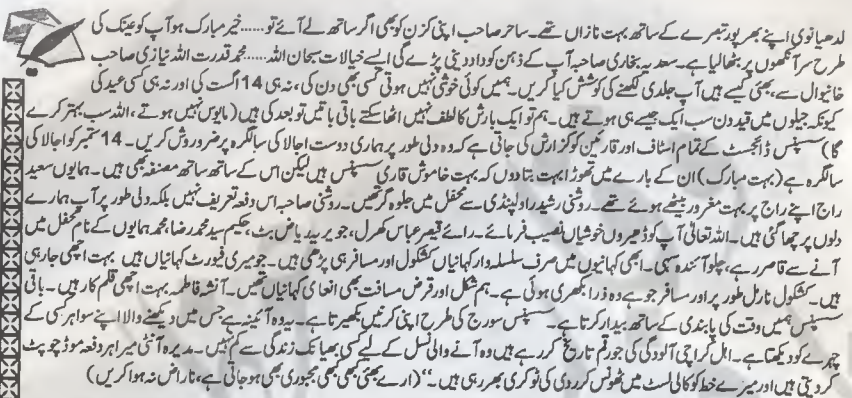 لدھیانوی اپنے بھرپور تبصرے کے ساتھ بہت نازاں تھے۔ ساحر صاحب اپنی کزن کو بھی اگر ساتھ لے آئے تو...... خیر مبارک ہو آپ کو عینک کی
طرح سر آنکھوں پر بٹھالیا ہے۔ سعدیہ بخاری صاحبہ آپ کے ذہن کو داد دینی پڑے گی ایسے خیالات سبحان اللہ...... محمد قدرت اللہ نیازی صاحب
خانیوال سے، بھئی کیسے ہیں آپ جلدی لکھنے کی کوشش کیا کریں۔ ہمیں کوئی خوشی نہیں ہوتی کسی بھی دن کی، نہ ہی 14 اگست کی اور نہ ہی کسی عید کی
کیونکہ جیلوں میں قید دن سب ایک جیسے ہی ہوتے ہیں۔ ہم تو ایک بارش کا لطف نہیں اٹھا سکتے باقی باتیں تو بعد کی ہیں (مایوس نہیں ہوتے، اللہ سب بہتر کرے
گا) سسپنس ڈائجسٹ کے تمام اسٹاف اور قارئین کو گزارش کی جاتی ہے کہ وہ دلی طور پر ہماری دوست اجالا کی سالگرہ پر ضرور وش کریں۔ 14 ستمبر کو اجالا کی
سالگرہ ہے (بہت مبارک) ان کے بارے میں تھوڑا بہت بتا دوں کہ بہت خاموش قاری سسپنس ہیں لیکن اس کے ساتھ ساتھ مصنفہ بھی ہیں۔ ہمایوں سعید
راج اپنے راج پر بہت مغرور بیٹھے ہوئے تھے۔ روشنی رشید راولپنڈی سے محفل میں جلوہ گر تھیں۔ روشنی صاحبہ اس دفعہ تعریف نہیں بلکہ دلی طور پر آپ ہمارے
دلوں پر چھا گئی ہیں۔ اللہ تعالیٰ آپ کو ڈھیروں خوشیاں نصیب فرمائے۔ رائے قیصر عباس کھرل، جویریہ ریاض بٹ، حکیم سید محمد رضا، محمد ہمایوں کے نام محفل میں
آنے سے قاصر رہے، چلو آئندہ سہی۔ ابھی کہانیوں میں صرف سلسلہ وار کہانیاں کشکول اور مسافر ہی پڑھی ہیں۔ جو میری فیورٹ کہانیاں ہیں بہت اچھی جارہی
ہیں۔ کشکول نارمل طور پر اور مسافر جو ہے وہ ذرا بکھری ہوئی ہے۔ ہم شکل اور قرض مسافت بھی انعامی کہانیاں تھیں۔ آنشہ فاطمہ بہت اچھی قلم کار ہیں۔ باقی
سسپنس ہمیں وقت کی پابندی کے ساتھ بیدار کرتا ہے۔ سسپنس سورج کی طرح اپنی کرنیں بکھیرتا ہے۔ یہ وہ آئینہ ہے جس میں دیکھنے والا اپنے سوا ہر کسی کے
چہرے کو دیکھتا ہے۔ اہل کراچی آلودگی کی جو رقم تاریخ کر رہے ہیں وہ آنے والی نسل کے لیے کسی بھیانک زندگی سے کم نہیں۔ مدیرہ آنٹی میرا ہر دفعہ موڈ چوپٹ
کر دیتی ہیں اور میرے خط کو کالی لسٹ میں ٹھونس کر ردی کی ٹوکری بھر رہی ہیں۔‘‘ (ارے بھئی کبھی کبھی مجبوری بھی ہو جاتی ہے، ناراض نہ ہوا کریں)